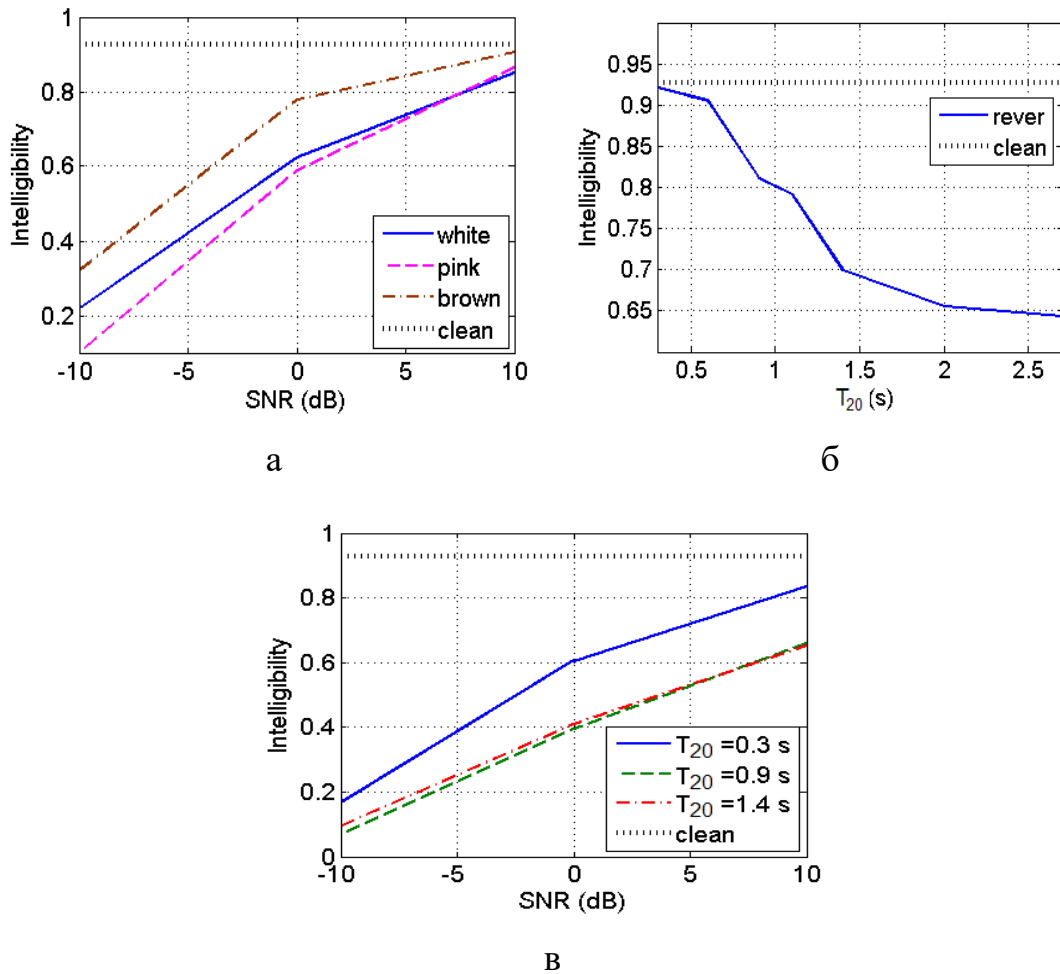 1
0.8
0.6
0.4
0.2
-10 -5 0 5 10
Intelligibility
SNR (dB)
white
pink
brown
clean
а
0.95
0.9
0.85
0.8
0.75
0.7
0.65
0.5 1 1.5 2 2.5
Intelligibility
T20 (s)
rever
clean
б
1
0.8
0.6
0.4
0.2
0
-10 -5 0 5 10
Intelligibility
SNR (dB)
T20 =0.3 s
T20 =0.9 s
T20 =1.4 s
clean
в